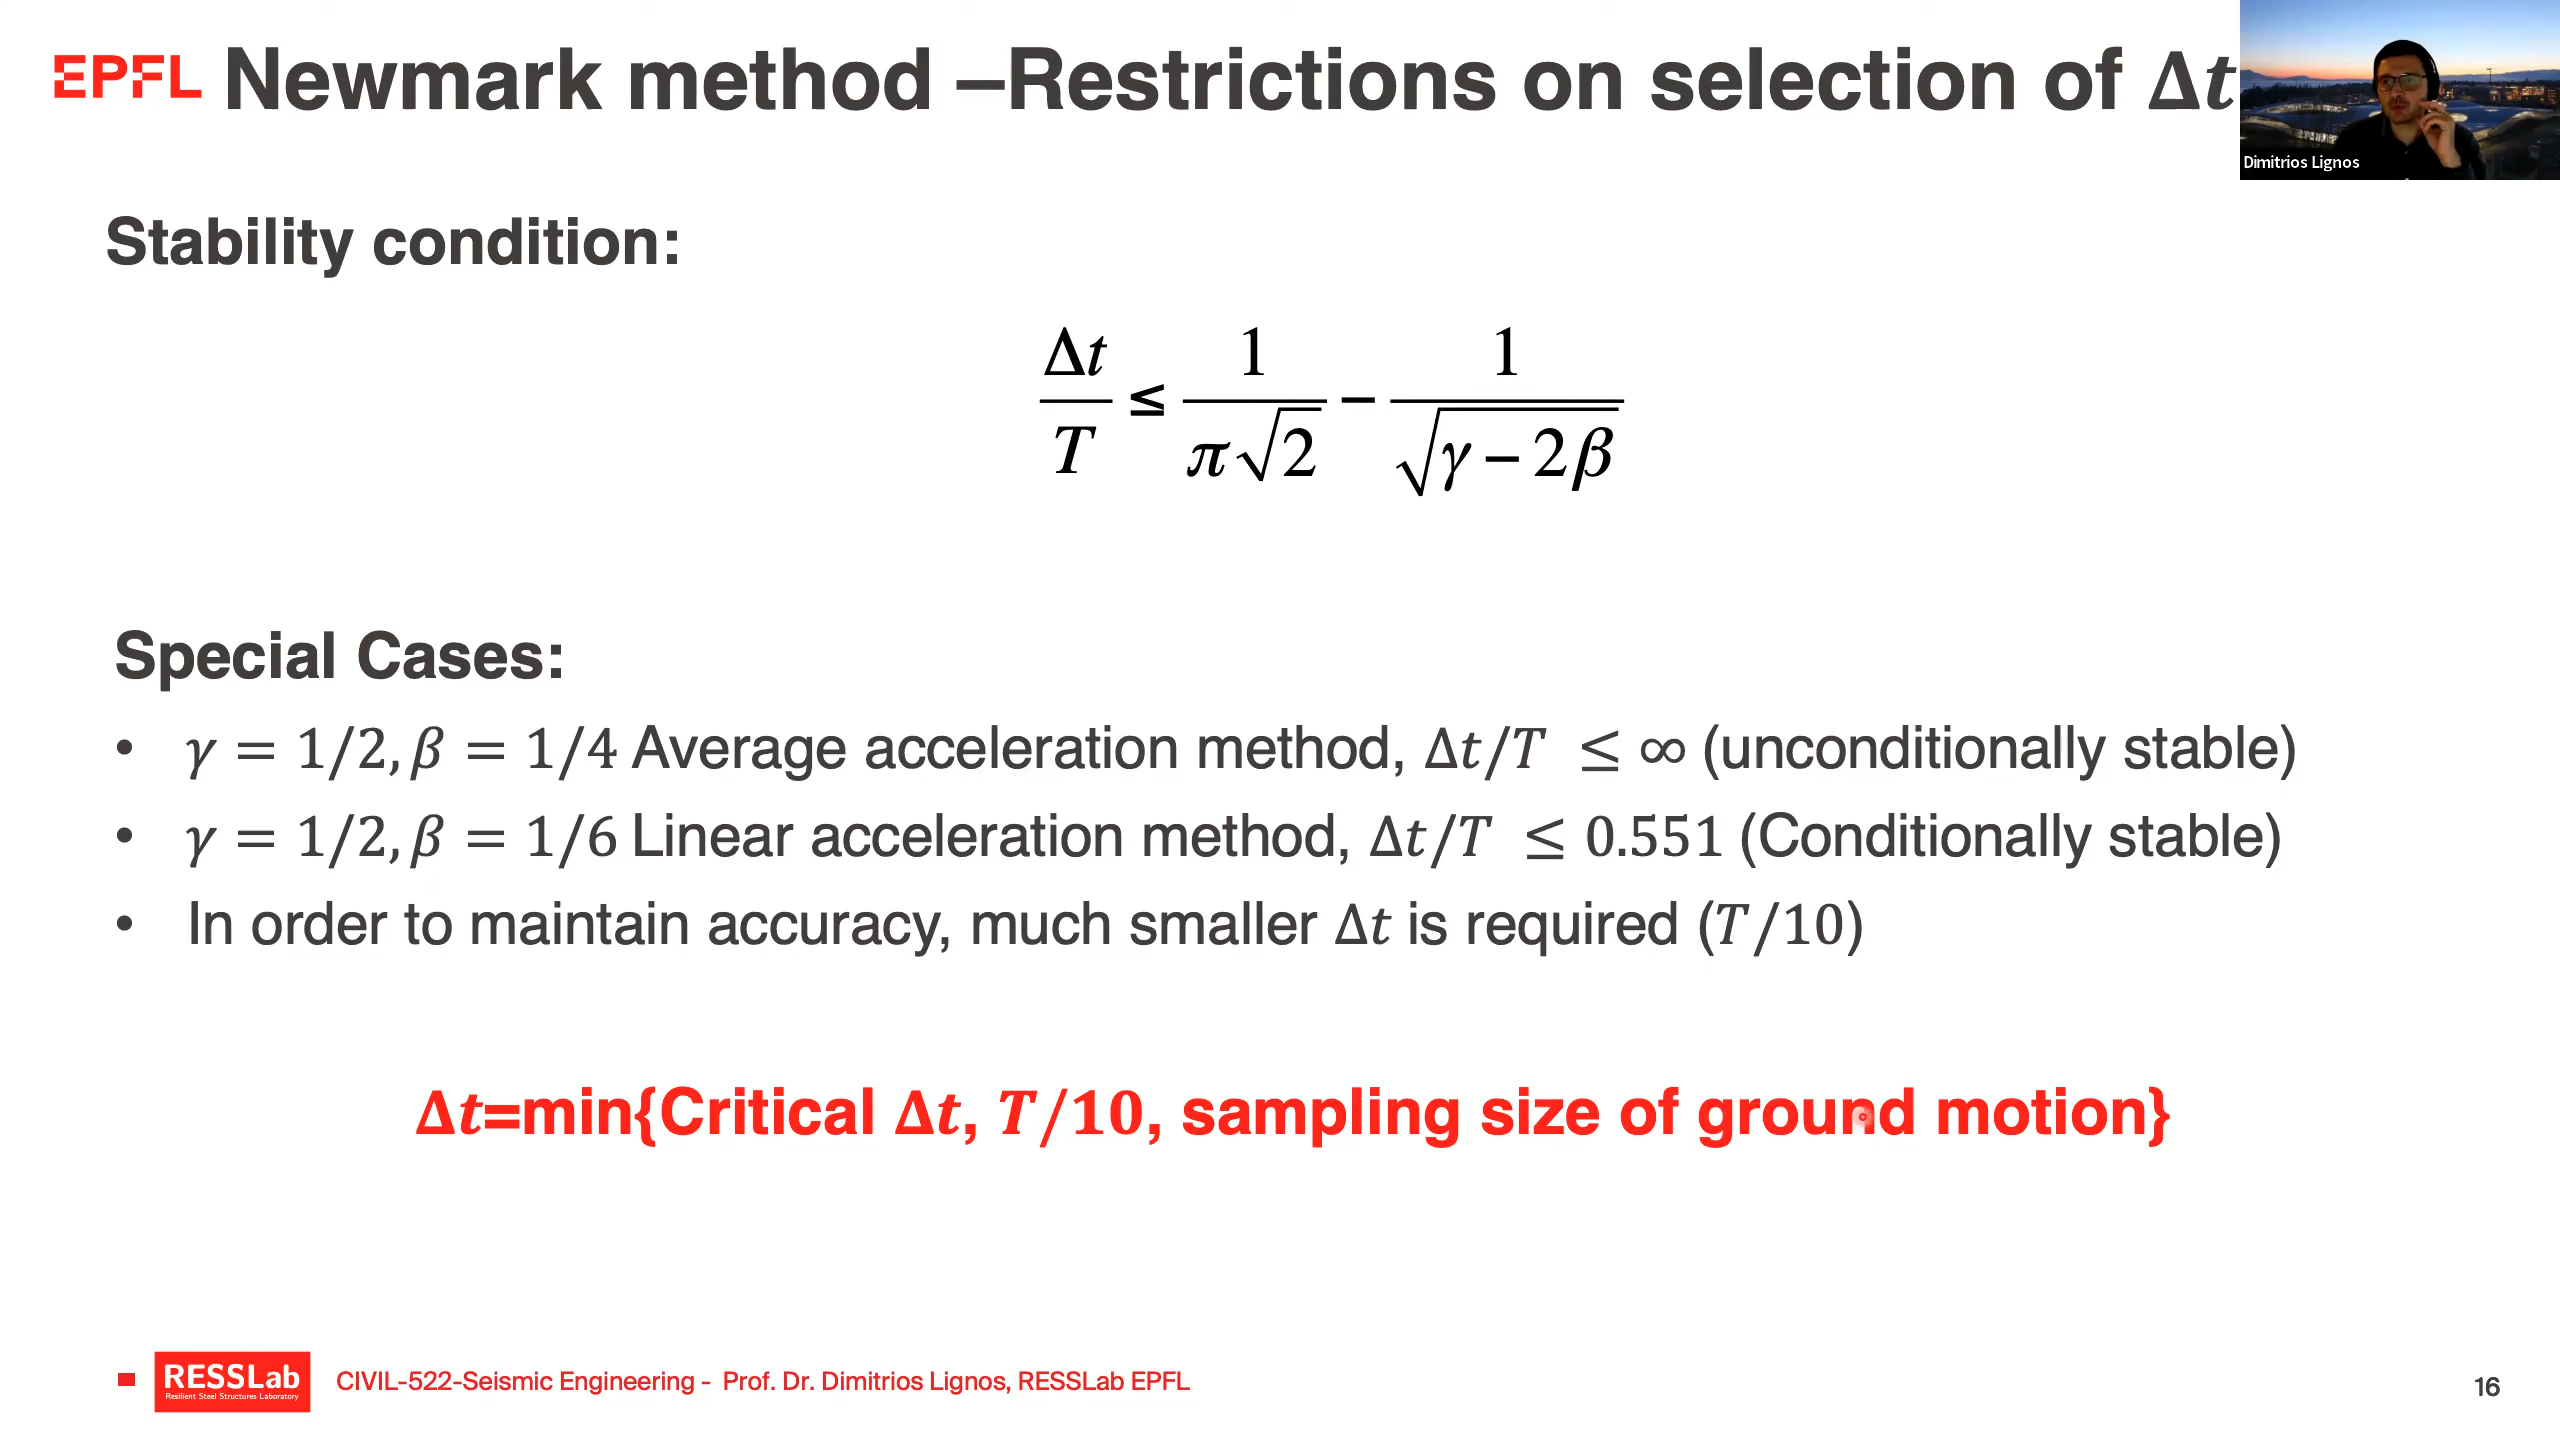 EPFL Newmark method –Restrictions on selection of Δt
Dimitrios Lignos
Stability condition:
Δt/T ≤ 1/(π√2) − 1/√(γ − 2β)
Special Cases:
• γ = 1/2, β = 1/4 Average acceleration method, Δt/T ≤ ∞ (unconditionally stable)
• γ = 1/2, β = 1/6 Linear acceleration method, Δt/T ≤ 0.551 (Conditionally stable)
• In order to maintain accuracy, much smaller Δt is required (T/10)
Δt=min{Critical Δt, T/10, sampling size of ground motion}
RESSLab
Resilient Steel Structures Laboratory
CIVIL-522-Seismic Engineering - Prof. Dr. Dimitrios Lignos, RESSLab EPFL
16